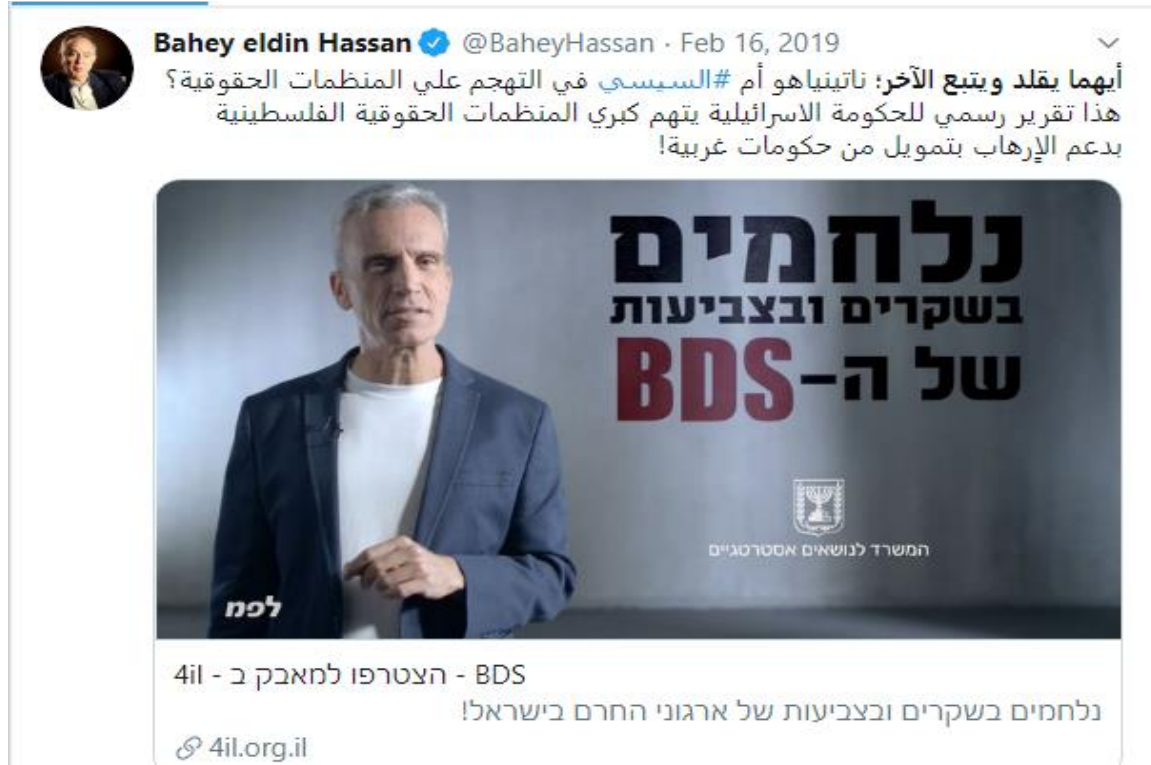 Bahey eldin Hassan @BaheyHassan · Feb 16, 2019
أيهما يقلد ويتبع الآخر؛ ناتينياهو أم #السيسي في التهجم علي المنظمات الحقوقية؟
هذا تقرير رسمي للحكومة الاسرائيلية يتهم كبري المنظمات الحقوقية الفلسطينية
بدعم الإرهاب بتمويل من حكومات غربية!
נלחמים
בשקרים ובצביעות
של ה-BDS
המשרד לנושאים אסטרטגיים
לפמ
4il - הצטרפו למאבק ב - BDS
נלחמים בשקרים ובצביעות של ארגוני החרם בישראל!
4il.org.il